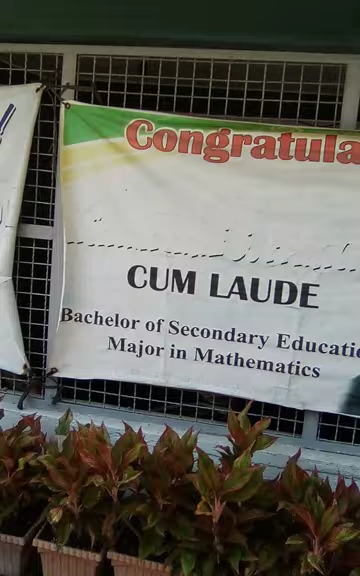 Congratula
CUM LAUDE
Bachelor of Secondary Educatio
Major in Mathematics